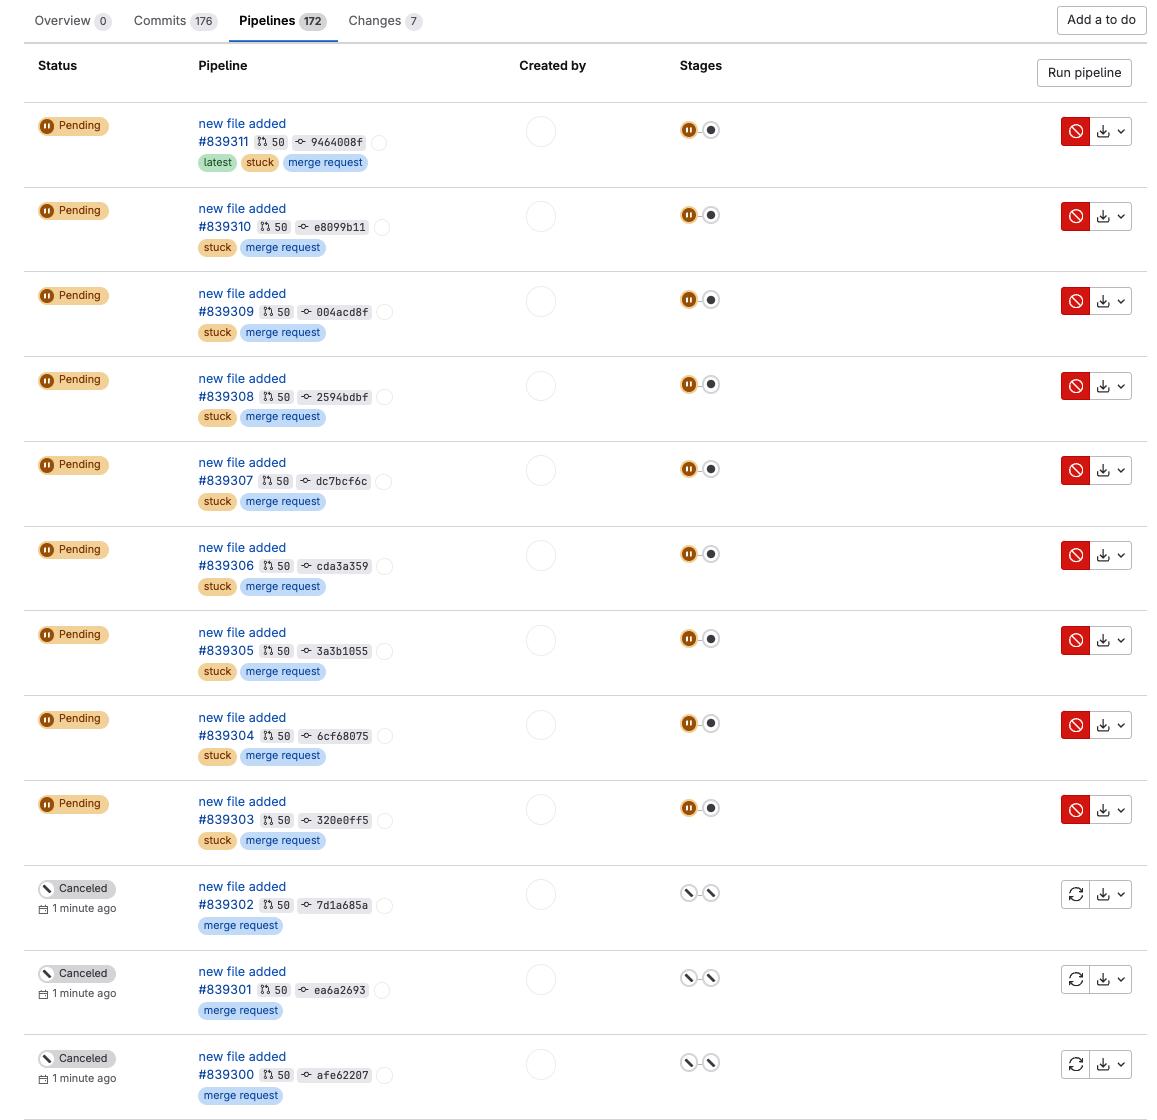 Overview 0 Commits 176 Pipelines 172 Changes 7 Add a to do
Status Pipeline Created by Stages Run pipeline
Pending new file added
#839311 50 9464008f
latest stuck merge request
Pending new file added
#839310 50 e8099b11
stuck merge request
Pending new file added
#839309 50 004acd8f
stuck merge request
Pending new file added
#839308 50 2594bdbf
stuck merge request
Pending new file added
#839307 50 dc7bcf6c
stuck merge request
Pending new file added
#839306 50 cda3a359
stuck merge request
Pending new file added
#839305 50 3a3b1055
stuck merge request
Pending new file added
#839304 50 6cf68075
stuck merge request
Pending new file added
#839303 50 320e0ff5
stuck merge request
Canceled new file added
1 minute ago #839302 50 7d1a685a
merge request
Canceled new file added
1 minute ago #839301 50 ea6a2693
merge request
Canceled new file added
1 minute ago #839300 50 afe62207
merge request